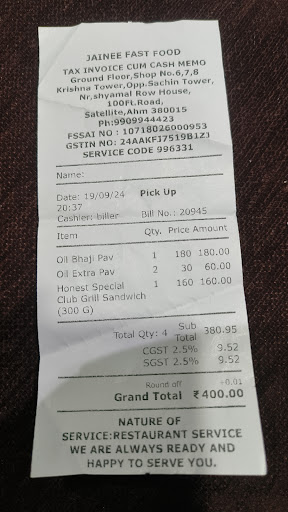 JAINEE FAST FOOD
TAX INVOICE CUM CASH MEMO
Ground Floor,Shop No.6,7,8
Krishna Tower,Opp.Sachin Tower,
Nr,shyamal Row House,
100Ft.Road,
Satellite,Ahm 380015
Ph:9909944423
FSSAI NO : 10718026000953
GSTIN NO: 24AAKFJ7519B1ZJ
SERVICE CODE 996331
Name:
Date: 19/09/24 Pick Up
20:37
Cashier: biller Bill No.: 20945
Item Qty. Price Amount
Oil Bhaji Pav 1 180 180.00
Oil Extra Pav 2 30 60.00
Honest Special 1 160 160.00
Club Grill Sandwich
(300 G)
Total Qty: 4 Sub Total 380.95
CGST 2.5% 9.52
SGST 2.5% 9.52
Round off +0.01
Grand Total ₹400.00
NATURE OF
SERVICE:RESTAURANT SERVICE
WE ARE ALWAYS READY AND
HAPPY TO SERVE YOU.